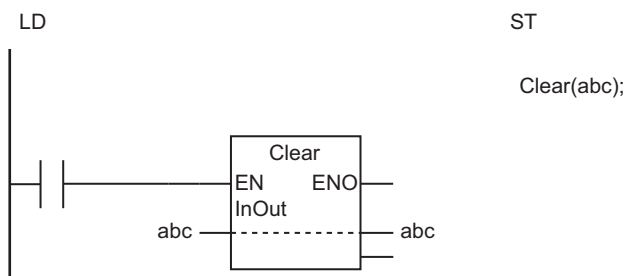 LD
ST
Clear(abc);
Clear
EN ENO
InOut
abc abc